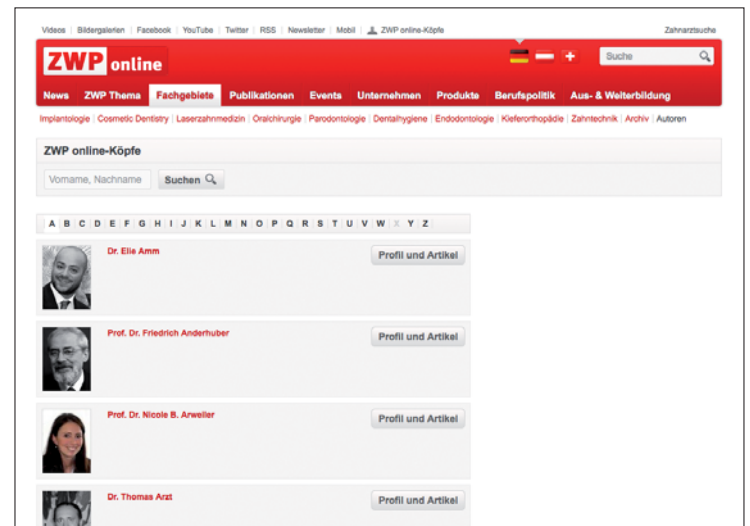 Videos | Bildergalerien | Facebook | YouTube | Twitter | RSS | Newsletter | Mobil | ZWP online-Köpfe Zahnarztsuche
ZWP online
Suche
News ZWP Thema Fachgebiete Publikationen Events Unternehmen Produkte Berufspolitik Aus- & Weiterbildung
Implantologie | Cosmetic Dentistry | Laserzahnmedizin | Oralchirurgie | Parodontologie | Dentalhygiene | Endodontologie | Kieferorthopädie | Zahntechnik | Archiv | Autoren
ZWP online-Köpfe
Vorname, Nachname Suchen
A B C D E F G H I J K L M N O P Q R S T U V W X Y Z
Dr. Elie Amm Profil und Artikel
Prof. Dr. Friedrich Anderhuber Profil und Artikel
Prof. Dr. Nicole B. Arweiler Profil und Artikel
Dr. Thomas Arzt Profil und Artikel